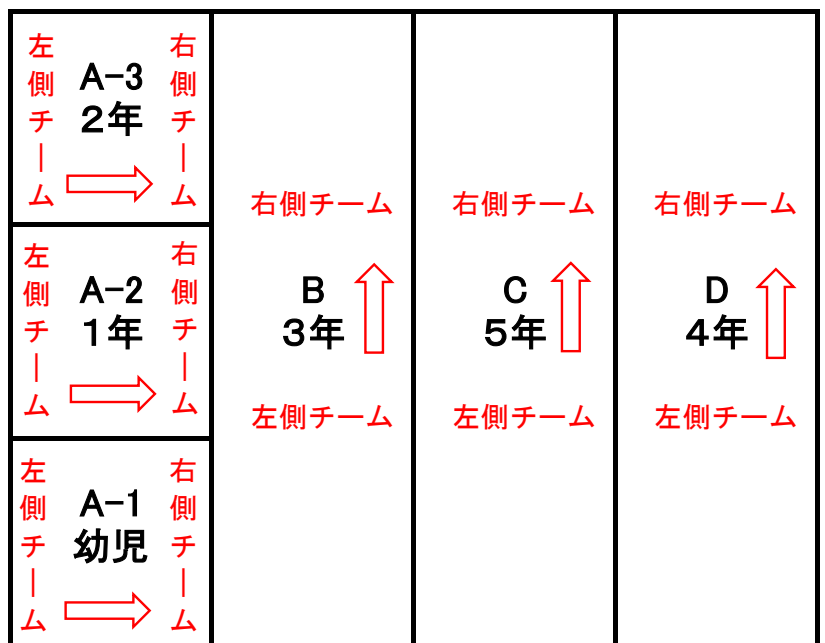 左側チーム
A-3
2年
右側チーム
左側チーム
A-2
1年
右側チーム
左側チーム
A-1
幼児
右側チーム
右側チーム
B
3年
左側チーム
右側チーム
C
5年
左側チーム
右側チーム
D
4年
左側チーム